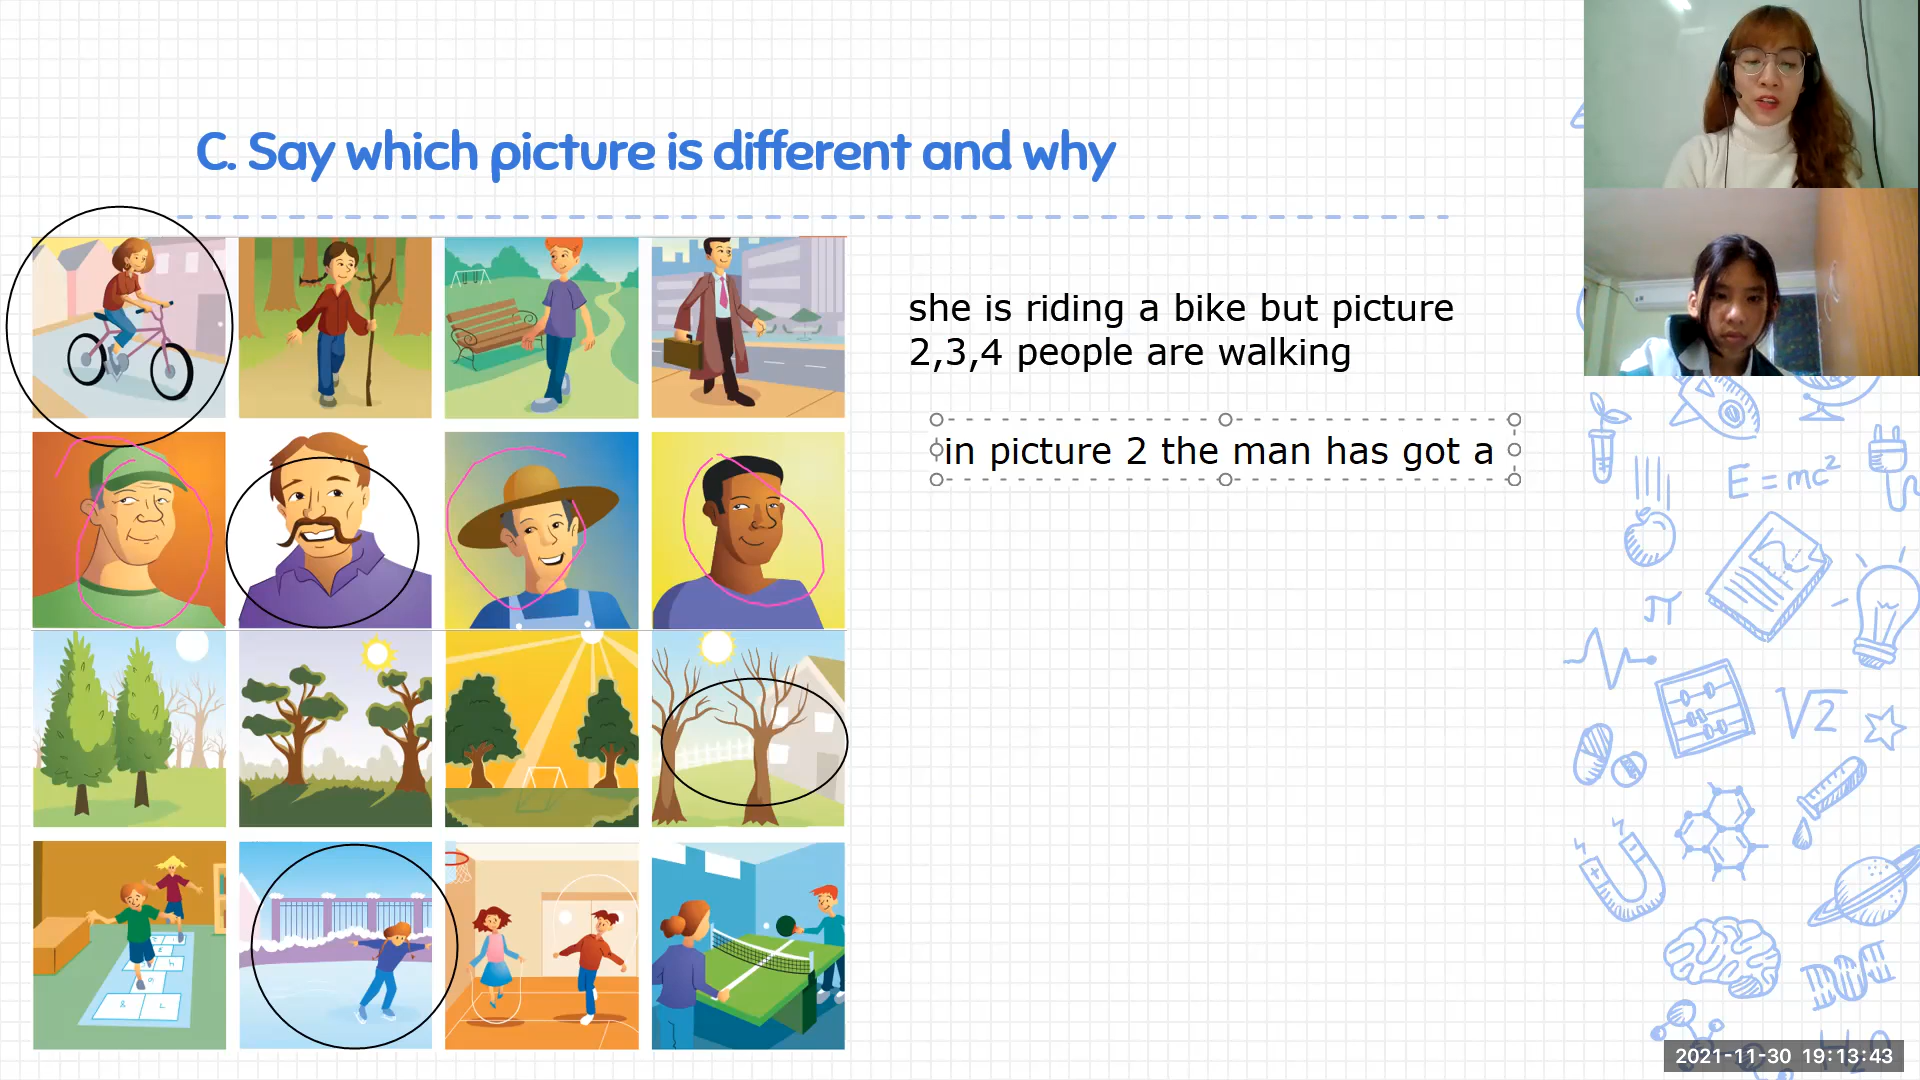 C. Say which picture is different and why
she is riding a bike but picture
2,3,4 people are walking
in picture 2 the man has got a
E = mc²
π
√2
H₂O
2021-11-30 19:13:43